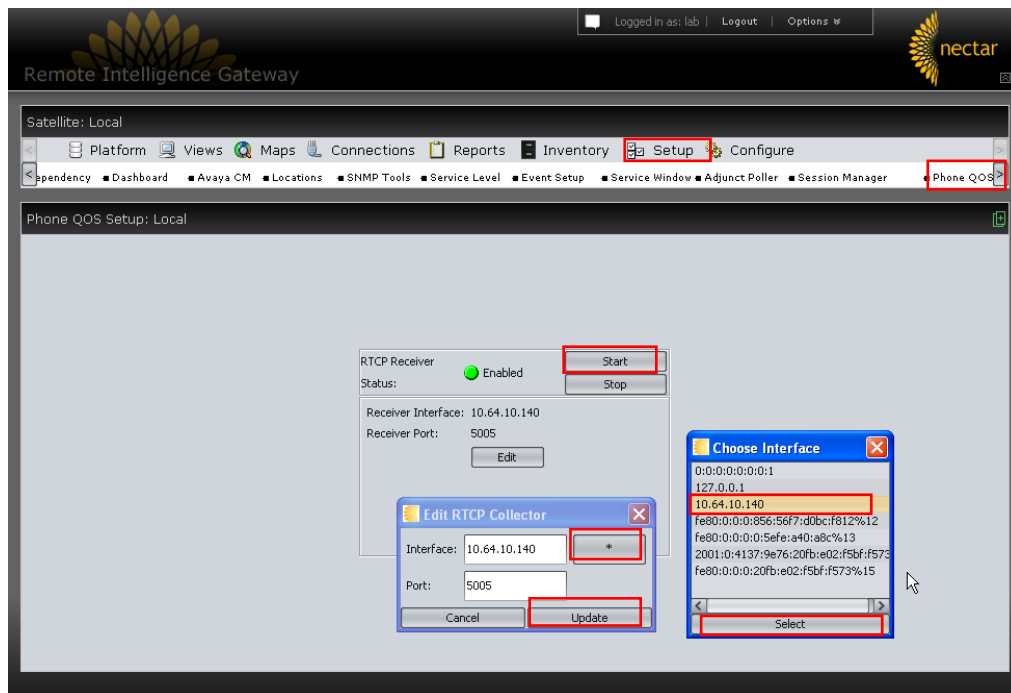 Logged in as: lab | Logout | Options
nectar
Remote Intelligence Gateway
Satellite: Local
< Platform Views Maps Connections Reports Inventory Setup Configure >
< ependency Dashboard Avaya CM Locations SNMP Tools Service Level Event Setup Service Window Adjunct Poller Session Manager Phone QOS >
Phone QOS Setup: Local
RTCP Receiver
Status:
Enabled
Start
Stop
Receiver Interface: 10.64.10.140
Receiver Port: 5005
Edit
Edit RTCP Collector
Interface: 10.64.10.140 *
Port: 5005
Cancel Update
Choose Interface
0:0:0:0:0:0:0:1
127.0.0.1
10.64.10.140
fe80:0:0:0:856:56f7:d0bc:f812%12
fe80:0:0:0:0:5efe:a40:a8c%13
2001:0:4137:9e76:20fb:e02:f5bf:f573
fe80:0:0:0:20fb:e02:f5bf:f573%15
Select